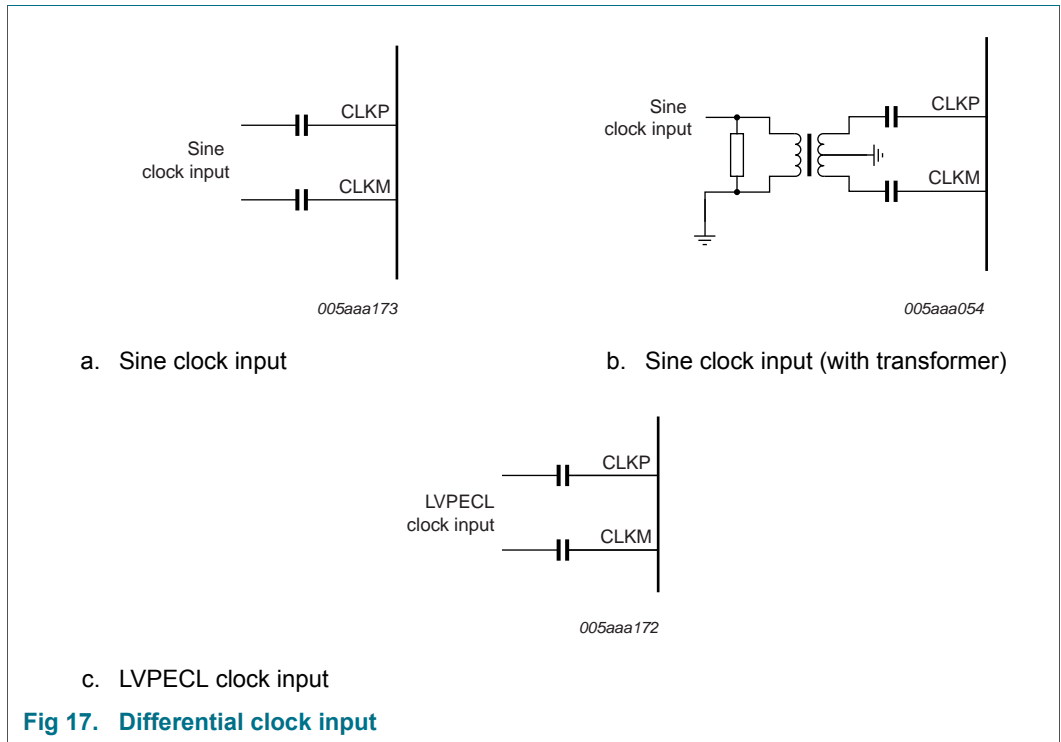 CLKP
Sine
clock input
CLKM
005aaa173
a. Sine clock input
Sine
clock input
CLKP
CLKM
005aaa054
b. Sine clock input (with transformer)
CLKP
LVPECL
clock input
CLKM
005aaa172
c. LVPECL clock input
Fig 17. Differential clock input